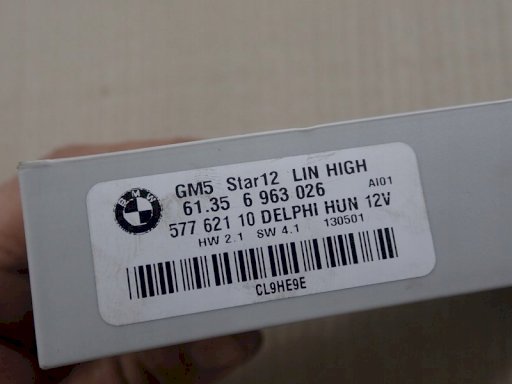 BMW
GM5 Star12 LIN HIGH
61.35 6 963 026 AI01
577 621 10 DELPHI HUN 12V
HW 2.1 SW 4.1 130501
CL9HE9E